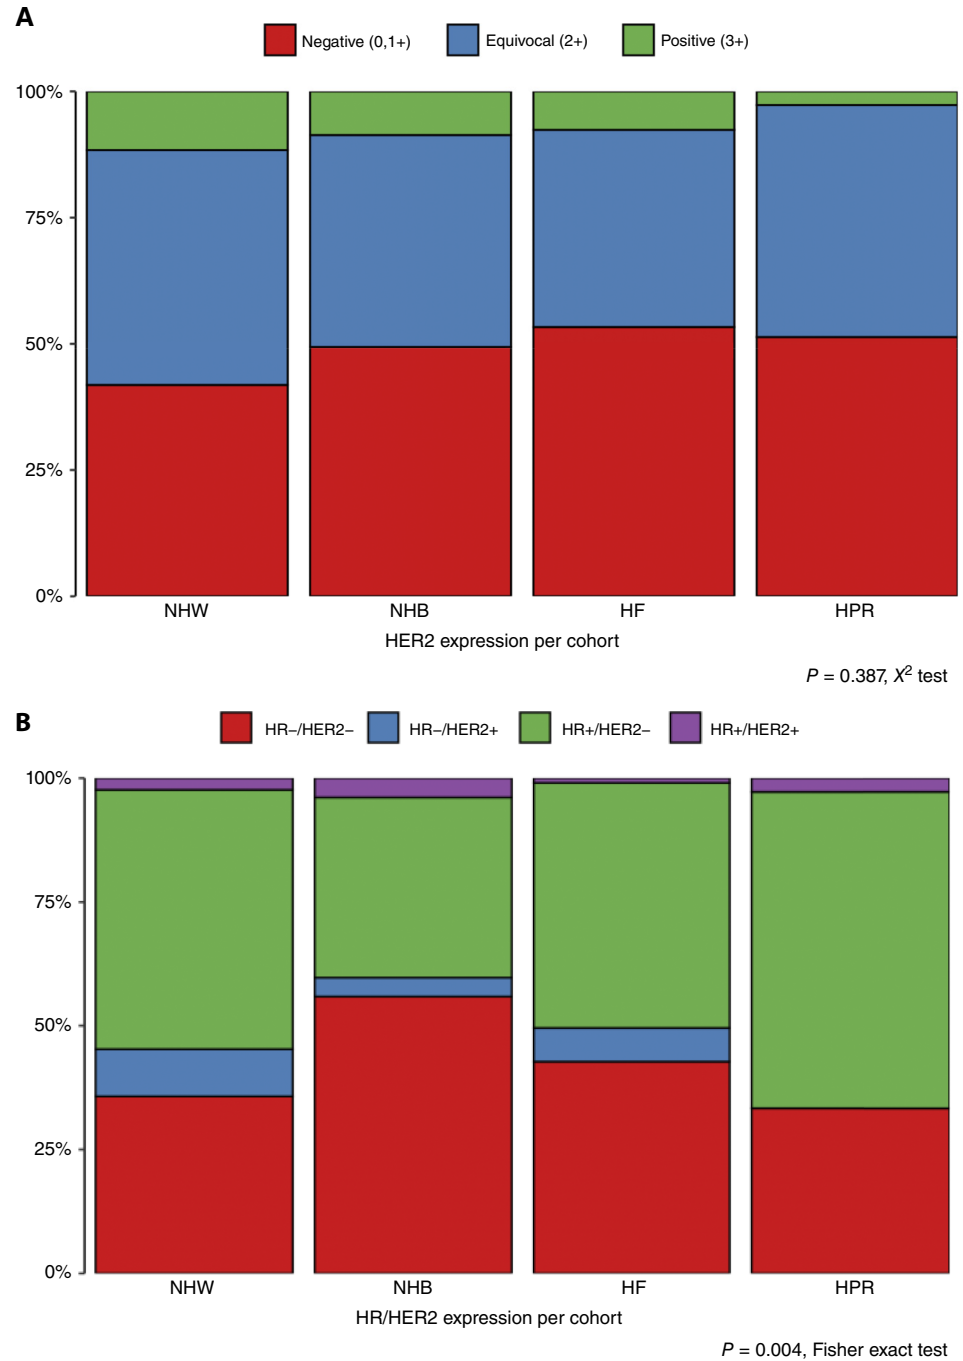 A
Negative (0,1+) Equivocal (2+) Positive (3+)
100%
75%
50%
25%
0%
NHW NHB HF HPR
HER2 expression per cohort
P = 0.387, X² test
B
HR−/HER2− HR−/HER2+ HR+/HER2− HR+/HER2+
100%
75%
50%
25%
0%
NHW NHB HF HPR
HR/HER2 expression per cohort
P = 0.004, Fisher exact test